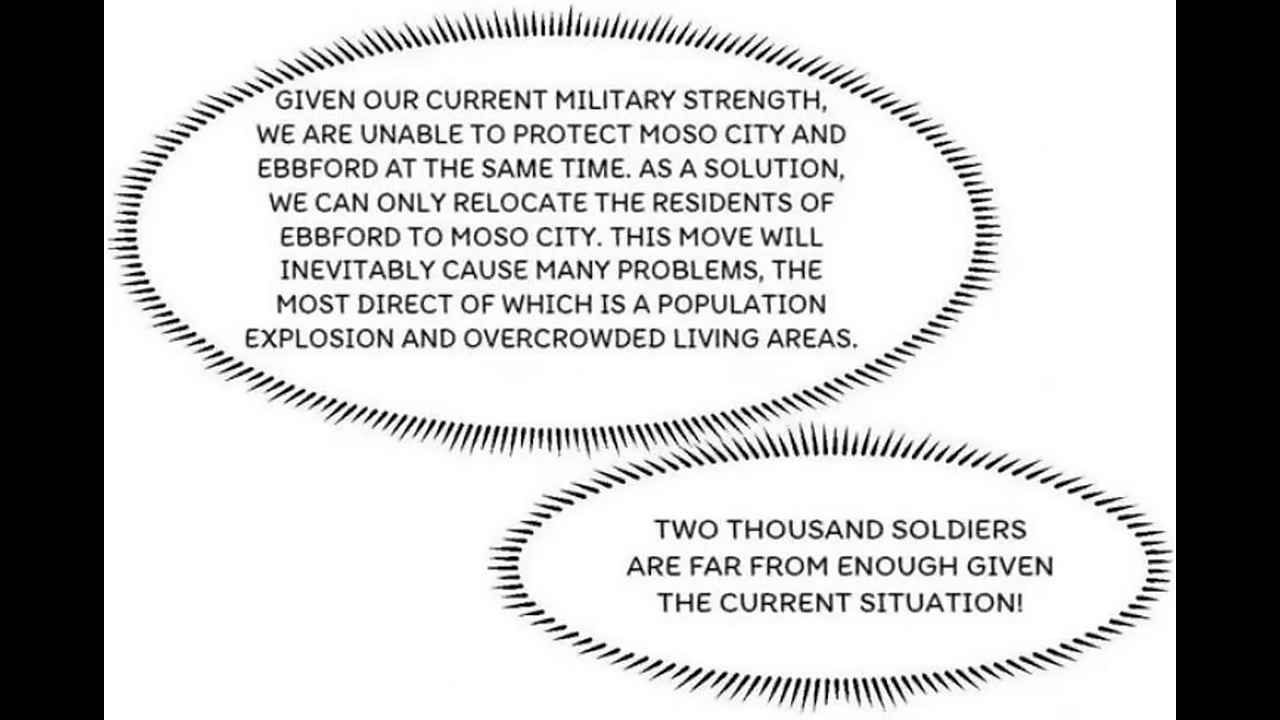 GIVEN OUR CURRENT MILITARY STRENGTH,
WE ARE UNABLE TO PROTECT MOSO CITY AND
EBBFORD AT THE SAME TIME. AS A SOLUTION,
WE CAN ONLY RELOCATE THE RESIDENTS OF
EBBFORD TO MOSO CITY. THIS MOVE WILL
INEVITABLY CAUSE MANY PROBLEMS, THE
MOST DIRECT OF WHICH IS A POPULATION
EXPLOSION AND OVERCROWDED LIVING AREAS.
TWO THOUSAND SOLDIERS
ARE FAR FROM ENOUGH GIVEN
THE CURRENT SITUATION!